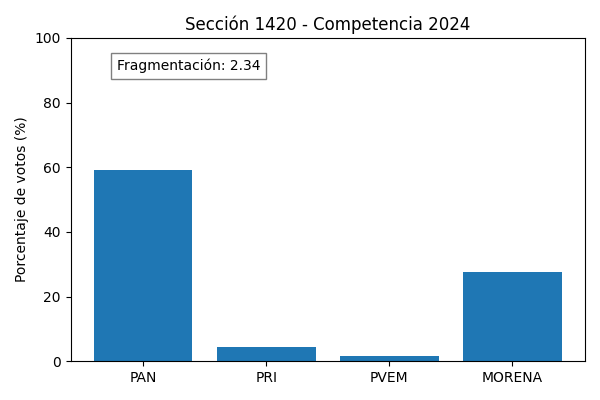 Sección 1420 - Competencia 2024
Fragmentación: 2.34
Porcentaje de votos (%)
100
80
60
40
20
0
PAN PRI PVEM MORENA